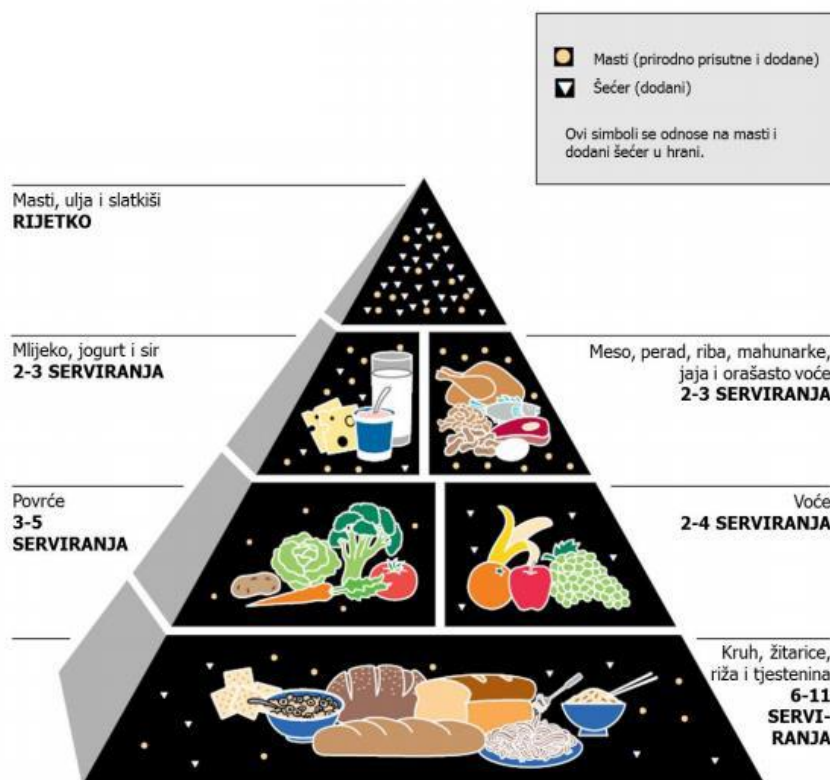 Masti (prirodno prisutne i dodane)
Šećer (dodani)
Ovi simboli se odnose na masti i
dodani šećer u hrani.
Masti, ulja i slatkiši
RIJETKO
Mlijeko, jogurt i sir
2-3 SERVIRANJA
Meso, perad, riba, mahunarke,
jaja i orašasto voće
2-3 SERVIRANJA
Povrće
3-5
SERVIRANJA
Voće
2-4 SERVIRANJA
Kruh, žitarice,
riža i tjestenina
6-11
SERVI-
RANJA